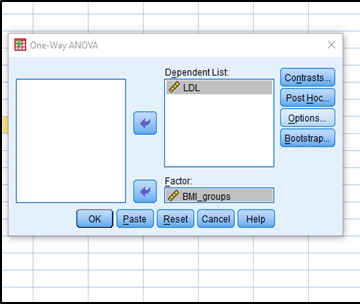 One-Way ANOVA
Dependent List:
LDL
Contrasts...
Post Hoc...
Options...
Bootstrap...
Factor:
BMI_groups
OK Paste Reset Cancel Help